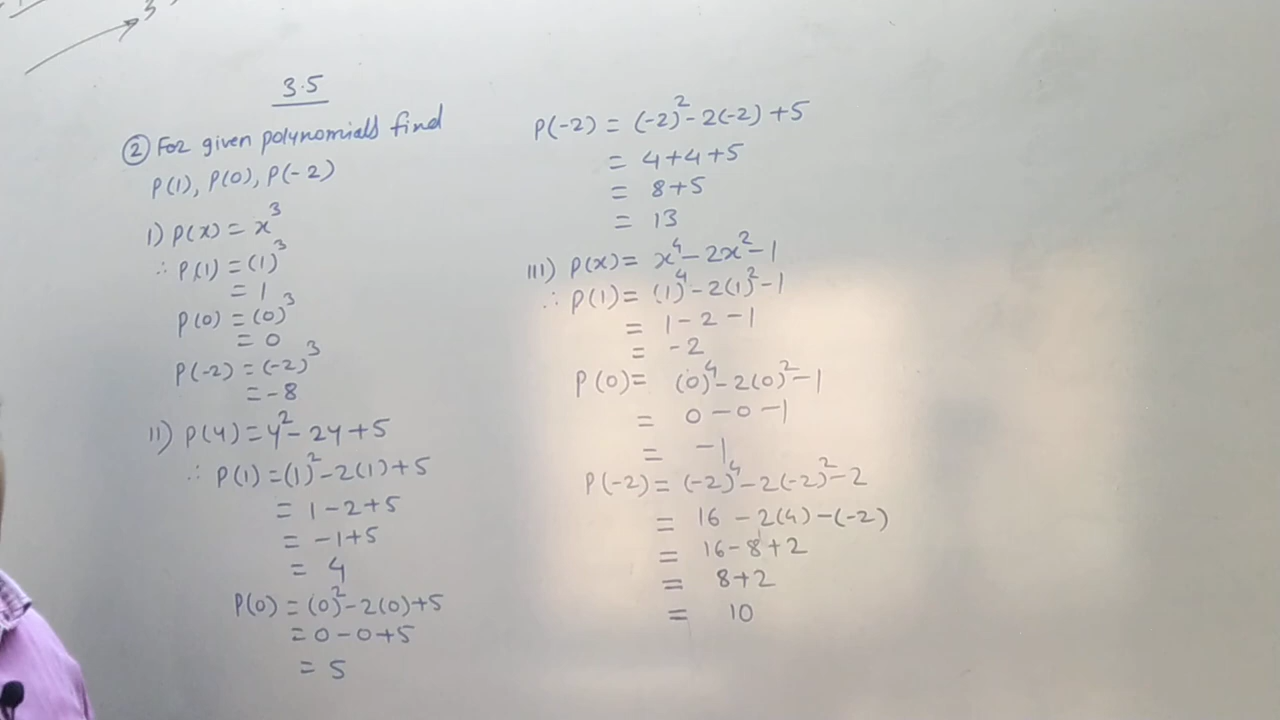 3
3.5
② For given polynomials find
P(1), P(0), P(-2)
1) P(x) = x³
∴ P(1) = (1)³
= 1
P(0) = (0)³
= 0
P(-2) = (-2)³
= -8
11) P(y) = y² - 2y + 5
∴ P(1) = (1)² - 2(1) + 5
= 1 - 2 + 5
= -1 + 5
= 4
P(0) = (0)² - 2(0) + 5
= 0 - 0 + 5
= 5
P(-2) = (-2)² - 2(-2) + 5
= 4 + 4 + 5
= 8 + 5
= 13
111) P(x) = x⁴ - 2x² - 1
∴ P(1) = (1)⁴ - 2(1)² - 1
= 1 - 2 - 1
= -2
P(0) = (0)⁴ - 2(0)² - 1
= 0 - 0 - 1
= -1
P(-2) = (-2)⁴ - 2(-2)² - 2
= 16 - 2(4) - (-2)
= 16 - 8 + 2
= 8 + 2
= 10